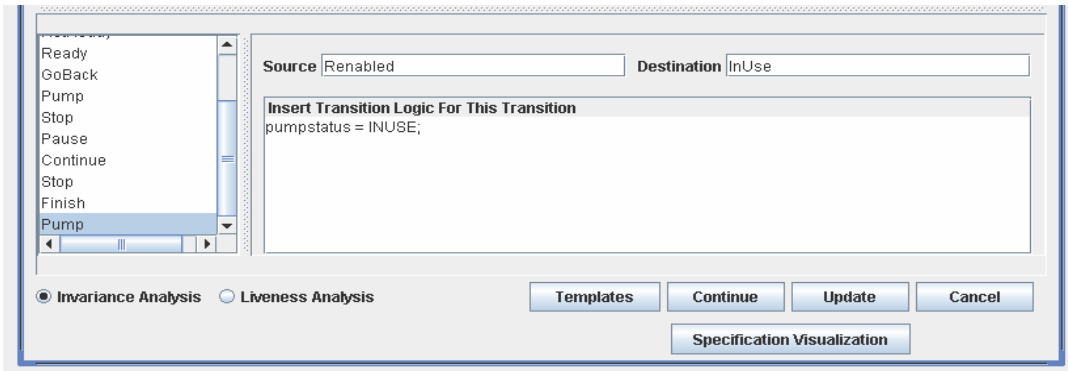 Ready
GoBack
Pump
Stop
Pause
Continue
Stop
Finish
Pump
Source Renabled Destination InUse
Insert Transition Logic For This Transition
pumpstatus = INUSE;
Invariance Analysis Liveness Analysis Templates Continue Update Cancel
Specification Visualization